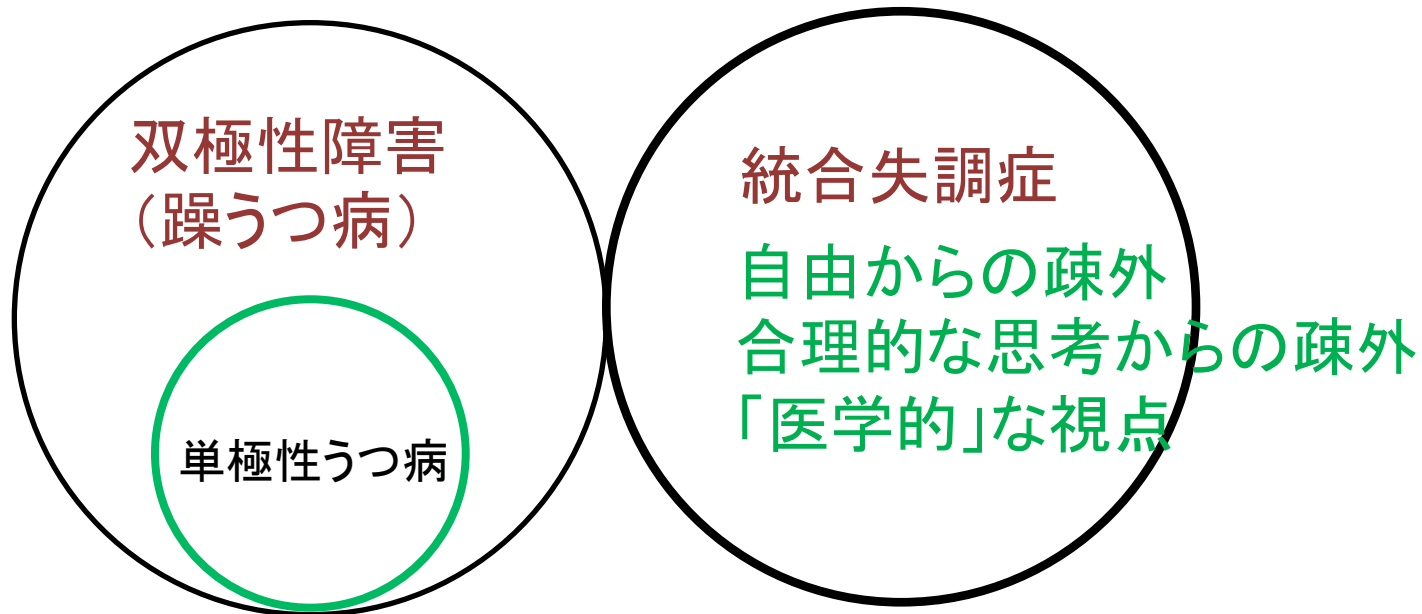 双極性障害
（躁うつ病）
単極性うつ病
統合失調症
自由からの疎外
合理的な思考からの疎外
「医学的」な視点